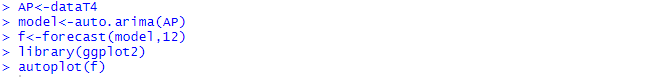 > AP<-dataT4
> model<-auto.arima(AP)
> f<-forecast(model,12)
> library(ggplot2)
> autoplot(f)